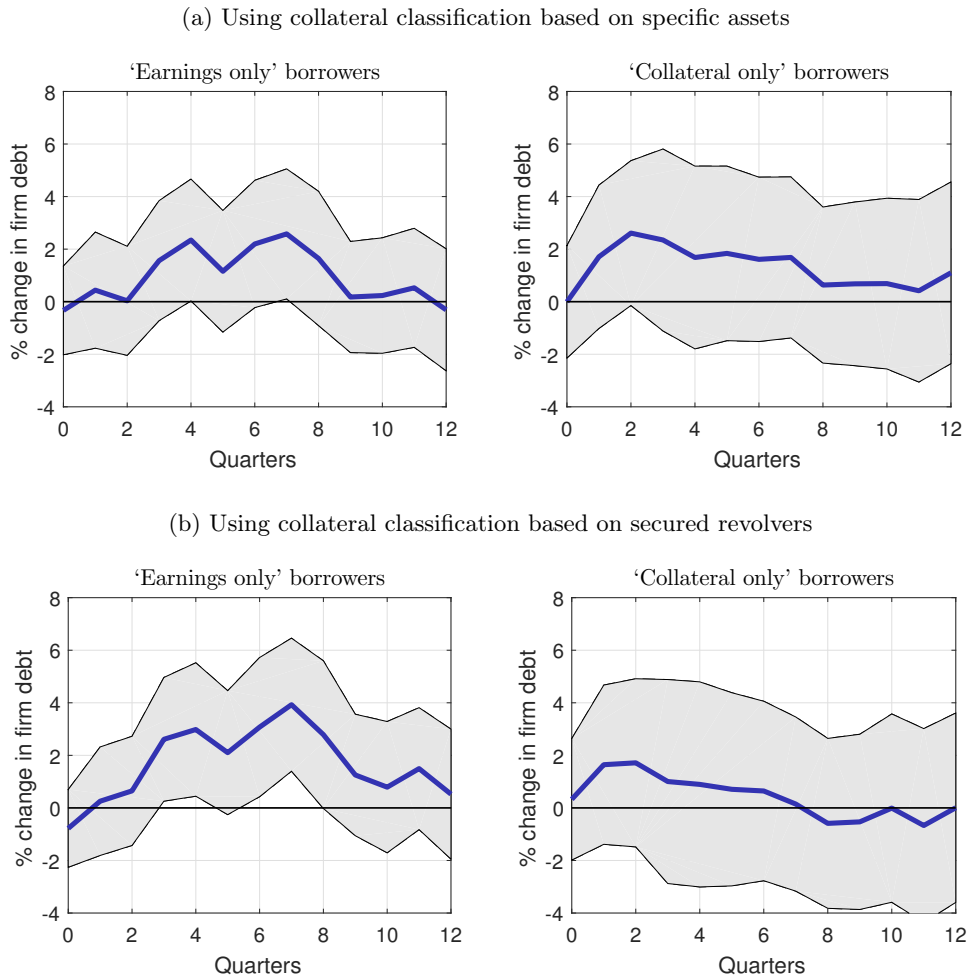 (a) Using collateral classification based on specific assets
‘Earnings only’ borrowers
8
6
4
2
0
-2
-4
% change in firm debt
0 2 4 6 8 10 12
Quarters
‘Collateral only’ borrowers
8
6
4
2
0
-2
-4
% change in firm debt
0 2 4 6 8 10 12
Quarters
(b) Using collateral classification based on secured revolvers
‘Earnings only’ borrowers
8
6
4
2
0
-2
-4
% change in firm debt
0 2 4 6 8 10 12
Quarters
‘Collateral only’ borrowers
8
6
4
2
0
-2
-4
% change in firm debt
0 2 4 6 8 10 12
Quarters